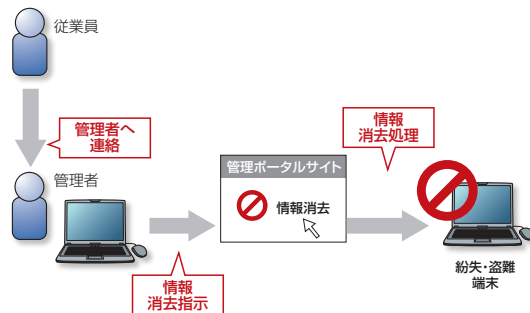 従業員
管理者へ
連絡
管理者
管理ポータルサイト
情報消去
情報
消去処理
情報
消去指示
紛失・盗難
端末